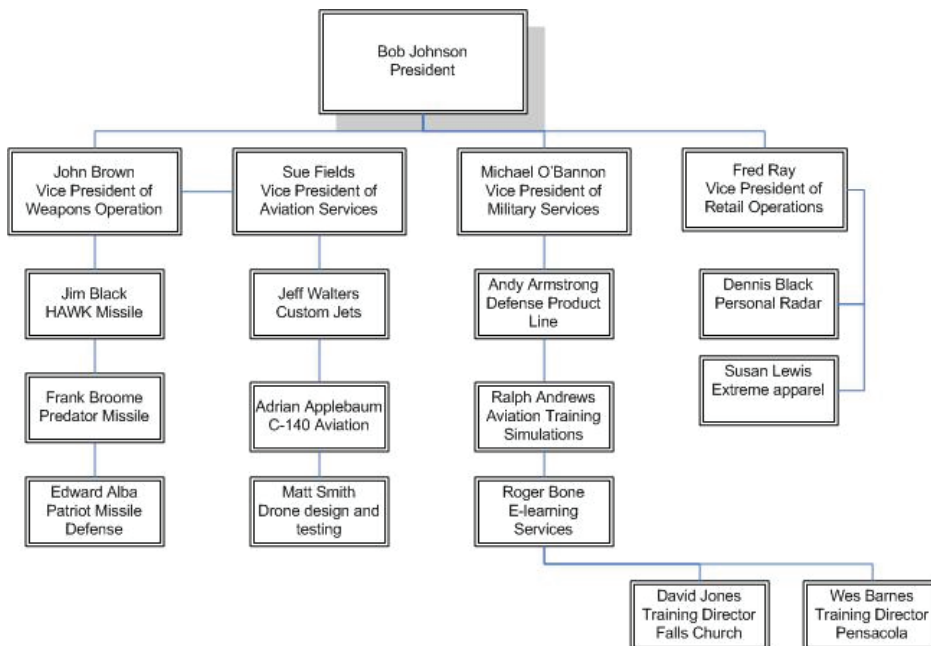 Bob Johnson
President
John Brown
Vice President of
Weapons Operation
Sue Fields
Vice President of
Aviation Services
Michael O'Bannon
Vice President of
Military Services
Fred Ray
Vice President of
Retail Operations
Jim Black
HAWK Missile
Jeff Walters
Custom Jets
Andy Armstrong
Defense Product
Line
Dennis Black
Personal Radar
Frank Broome
Predator Missile
Adrian Applebaum
C-140 Aviation
Ralph Andrews
Aviation Training
Simulations
Susan Lewis
Extreme apparel
Edward Alba
Patriot Missile
Defense
Matt Smith
Drone design and
testing
Roger Bone
E-learning
Services
David Jones
Training Director
Falls Church
Wes Barnes
Training Director
Pensacola